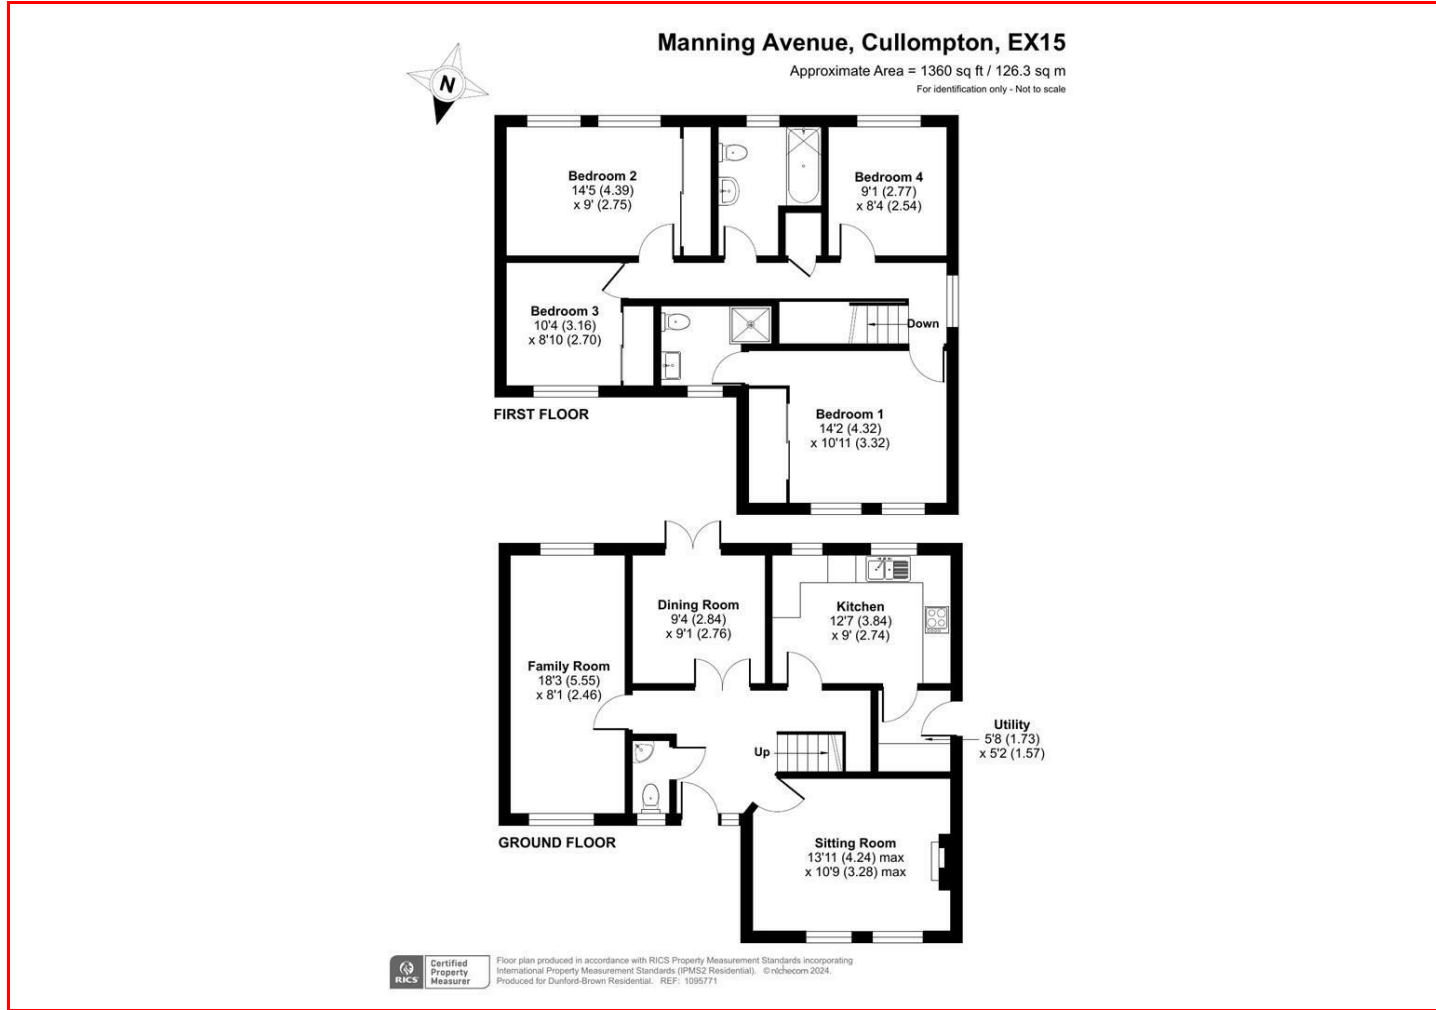 Manning Avenue, Cullompton, EX15
Approximate Area = 1360 sq ft / 126.3 sq m
For identification only - Not to scale
N
Bedroom 2
14'5 (4.39)
x 9' (2.75)
Bedroom 4
9'1 (2.77)
x 8'4 (2.54)
Bedroom 3
10'4 (3.16)
x 8'10 (2.70)
Down
Bedroom 1
14'2 (4.32)
x 10'11 (3.32)
FIRST FLOOR
Dining Room
9'4 (2.84)
x 9'1 (2.76)
Kitchen
12'7 (3.84)
x 9' (2.74)
Family Room
18'3 (5.55)
x 8'1 (2.46)
Utility
5'8 (1.73)
x 5'2 (1.57)
Up
Sitting Room
13'11 (4.24) max
x 10'9 (3.28) max
GROUND FLOOR
RICS
Certified
Property
Measurer
Floor plan produced in accordance with RICS Property Measurement Standards incorporating
International Property Measurement Standards (IPMS2 Residential). ©nichecom 2024.
Produced for Dunford-Brown Residential. REF: 1095771